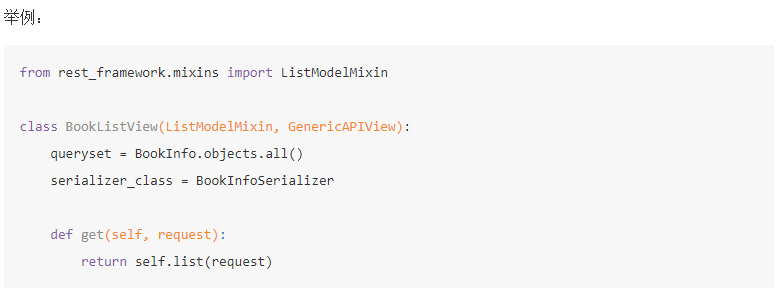 举例：
from rest_framework.mixins import ListModelMixin
class BookListView(ListModelMixin, GenericAPIView):
queryset = BookInfo.objects.all()
serializer_class = BookInfoSerializer
def get(self, request):
return self.list(request)